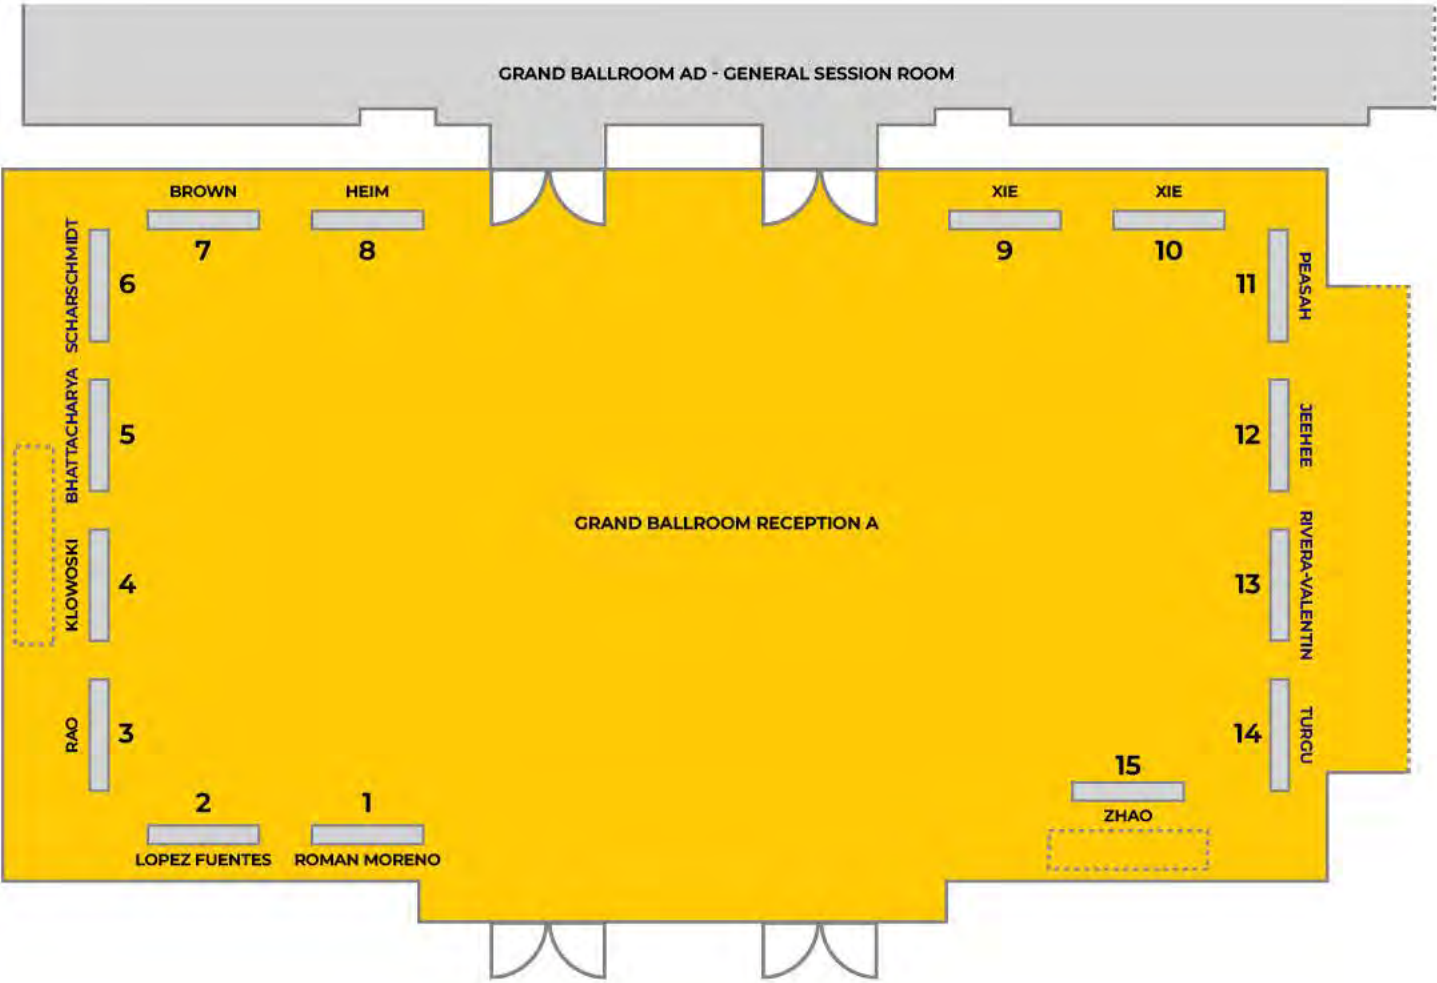 GRAND BALLROOM AD - GENERAL SESSION ROOM
BROWN
HEIM
XIE
XIE
7
8
9
10
SCHARSCHMIDT
6
11
PEASAH
BHATTACHARYA
5
12
JEEHEE
GRAND BALLROOM RECEPTION A
KLOWOSKI
4
13
RIVERA-VALENTIN
RAO
3
14
TURGU
15
ZHAO
2
1
LOPEZ FUENTES
ROMAN MORENO